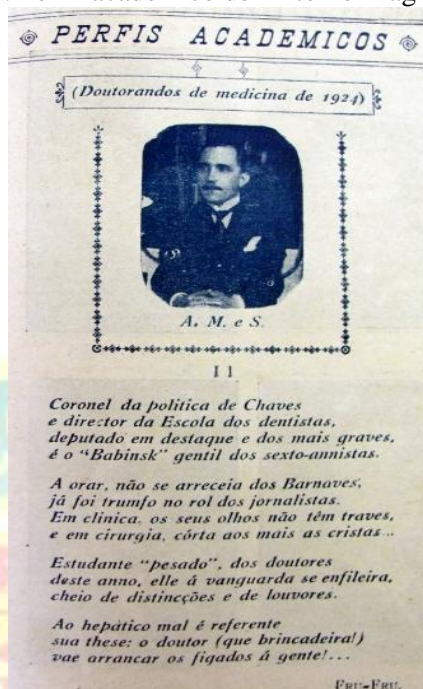 PERFIS ACADEMICOS
(Doutorandos de medicina de 1924)
A. M. e S.
II
Coronel da politica de Chaves
e director da Escola dos dentistas,
deputado em destaque e dos mais graves,
é o "Babinsk" gentil dos sexto-annistas.
A orar, não se arreceia dos Barnaves,
já foi trumfo no rol dos jornalistas.
Em clinica, os seus olhos não têm traves,
e em cirurgia, córta aos mais as cristas...
Estudante "pesado", dos doutores
deste anno, elle á vanguarda se enfileira,
cheio de distincções e de louvores.
Ao hepático mal é referente
sua these: o doutor (que brincadeira!)
vae arrancar os figados á gente!...
FRU-FRU.